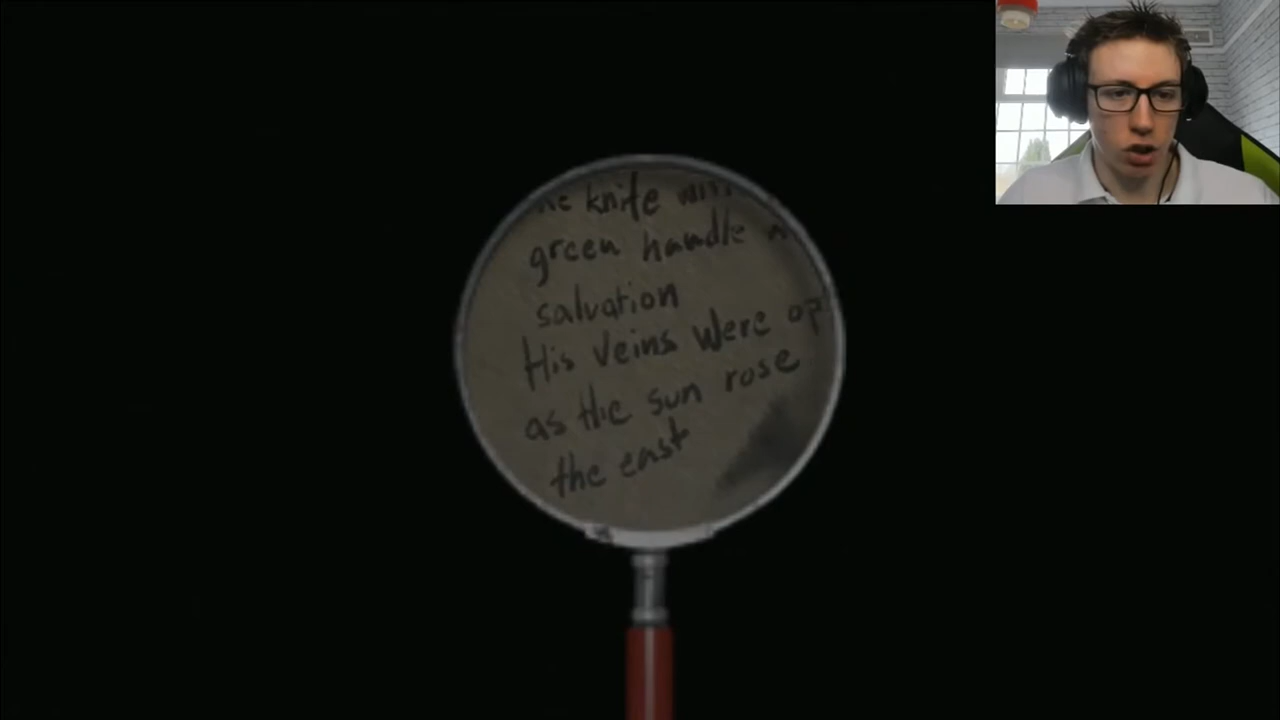 knife
green handle
salvation
His veins were
as the sun rose
the east